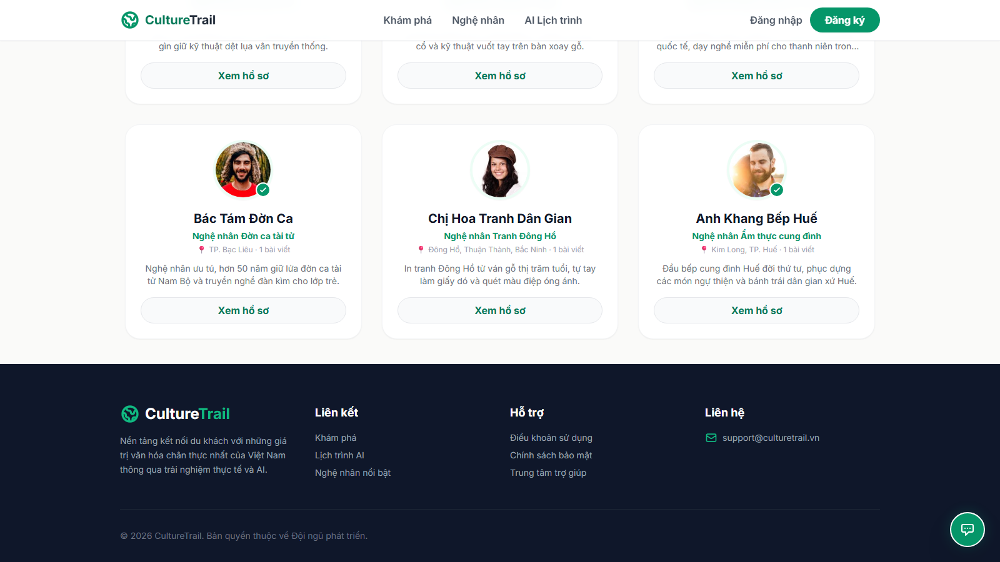 CultureTrail
Khám phá
Nghệ nhân
AI Lịch trình
Đăng nhập
Đăng ký
gìn giữ kỹ thuật dệt lụa vân truyền thống.
cổ và kỹ thuật vuốt tay trên bàn xoay gỗ.
quốc tế, dạy nghề miễn phí cho thanh niên tron...
Xem hồ sơ
Xem hồ sơ
Xem hồ sơ
Bác Tám Đờn Ca
Nghệ nhân Đờn ca tài tử
TP. Bạc Liêu · 1 bài viết
Nghệ nhân ưu tú, hơn 50 năm giữ lửa đờn ca tài
tử Nam Bộ và truyền nghề đàn kìm cho lớp trẻ.
Xem hồ sơ
Chị Hoa Tranh Dân Gian
Nghệ nhân Tranh Đông Hồ
Đông Hồ, Thuận Thành, Bắc Ninh · 1 bài viết
In tranh Đông Hồ từ ván gỗ thị trăm tuổi, tự tay
làm giấy dó và quét màu điệp óng ánh.
Xem hồ sơ
Anh Khang Bếp Huế
Nghệ nhân Ẩm thực cung đình
Kim Long, TP. Huế · 1 bài viết
Đầu bếp cung đình Huế đời thứ tư, phục dựng
các món ngự thiện và bánh trái dân gian xứ Huế.
Xem hồ sơ
CultureTrail
Nền tảng kết nối du khách với những giá
trị văn hóa chân thực nhất của Việt Nam
thông qua trải nghiệm thực tế và AI.
Liên kết
Khám phá
Lịch trình AI
Nghệ nhân nổi bật
Hỗ trợ
Điều khoản sử dụng
Chính sách bảo mật
Trung tâm trợ giúp
Liên hệ
support@culturetrail.vn
© 2026 CultureTrail. Bản quyền thuộc về Đội ngũ phát triển.